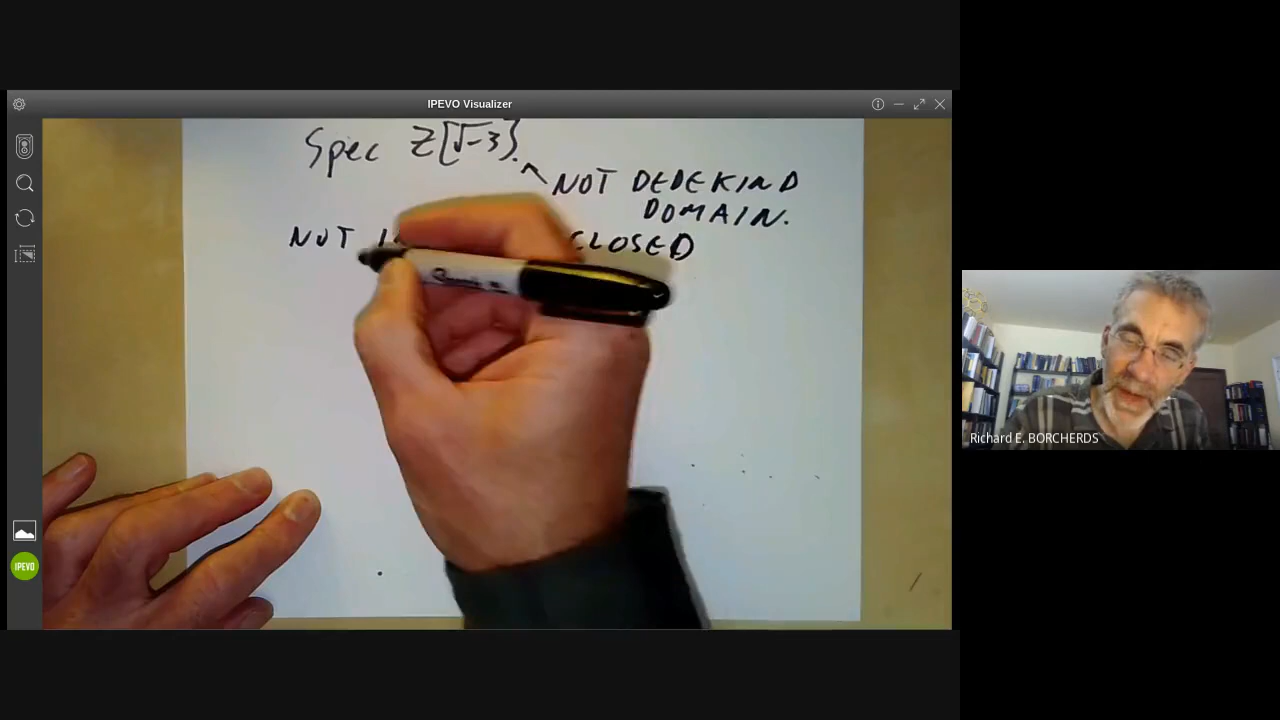 IPEVO Visualizer
Spec Z[√-3].
NOT DEDEKIND
DOMAIN.
NOT CLOSED
Richard E. BORCHERDS
IPEVO